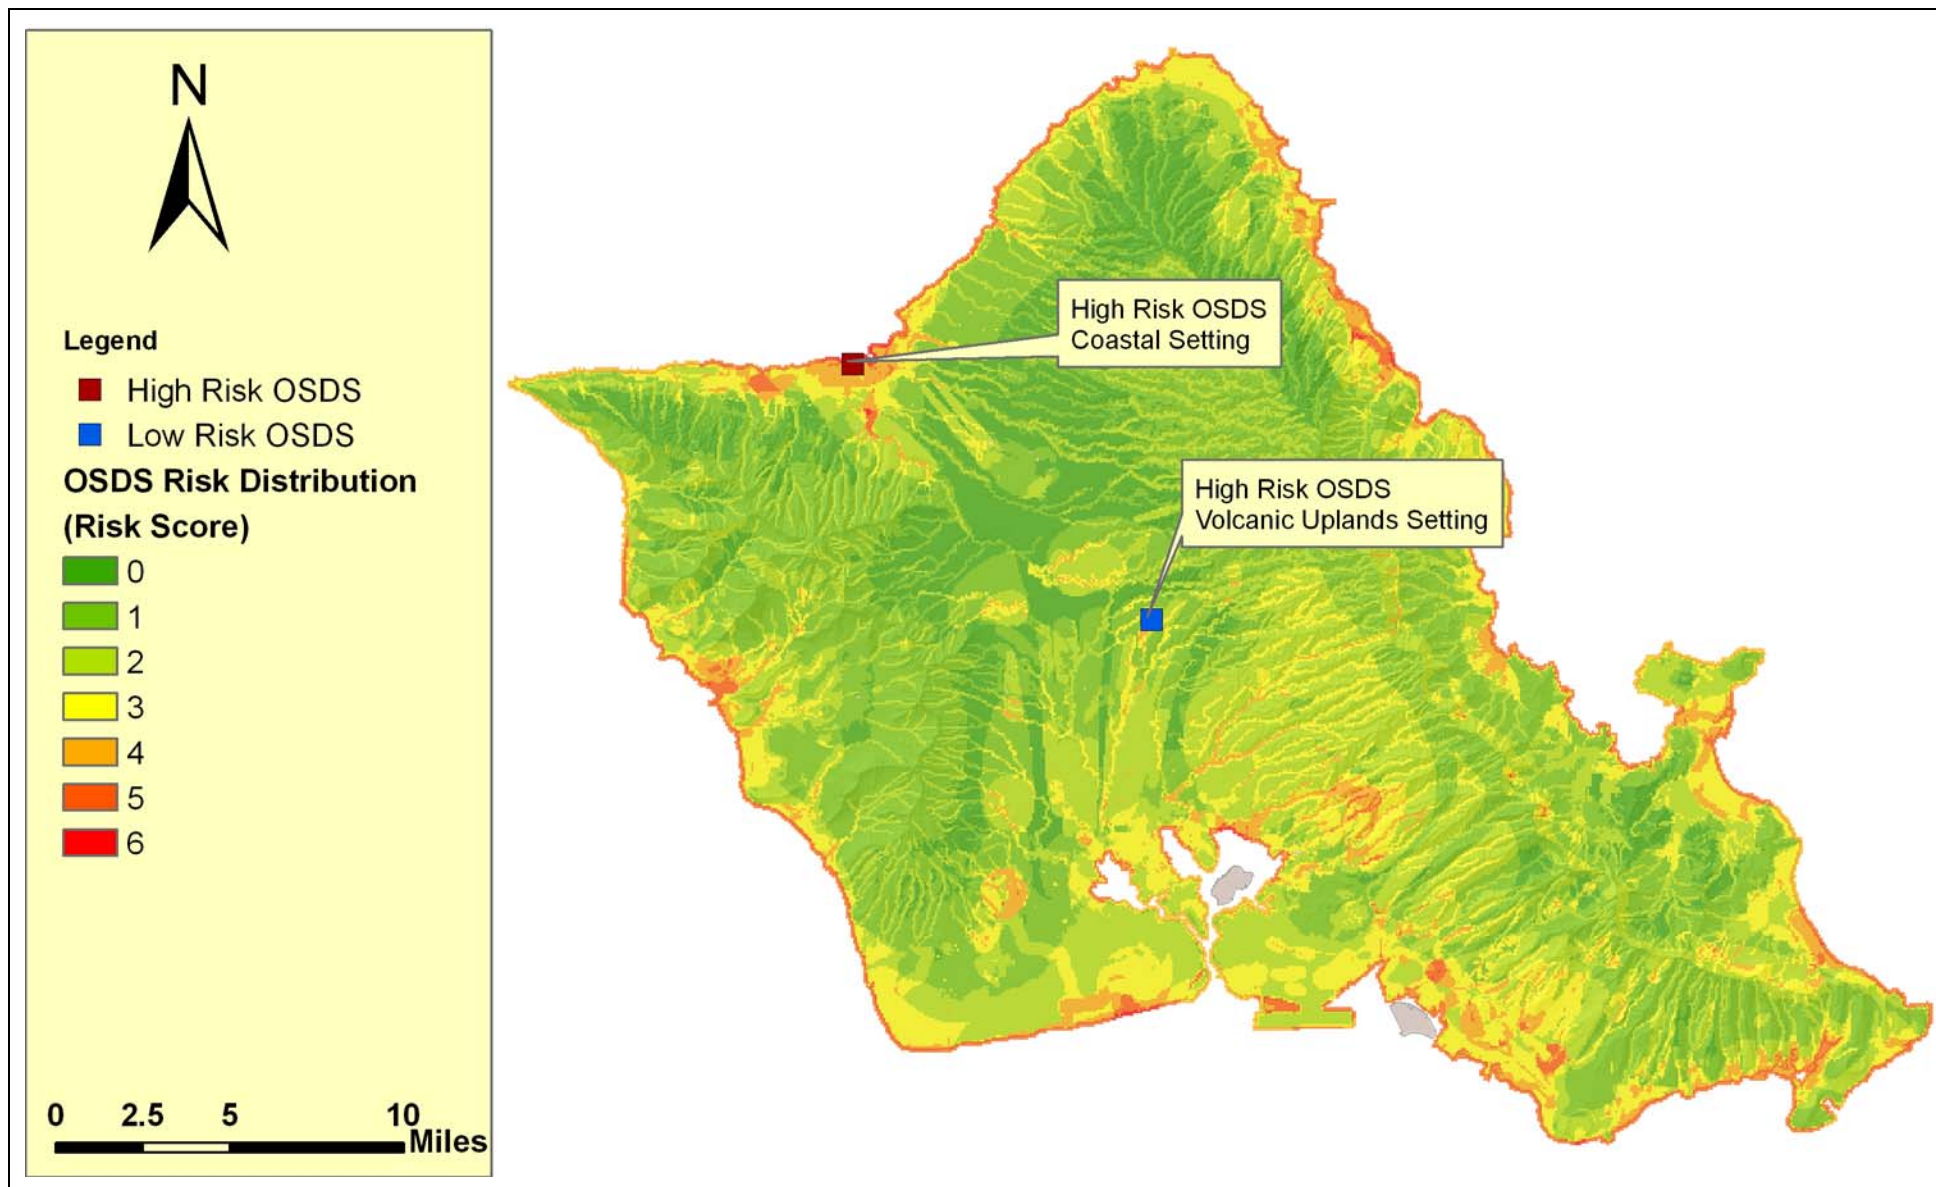 N
Legend
High Risk OSDS
Low Risk OSDS
OSDS Risk Distribution
(Risk Score)
0
1
2
3
4
5
6
0 2.5 5 10
Miles
High Risk OSDS
Coastal Setting
High Risk OSDS
Volcanic Uplands Setting